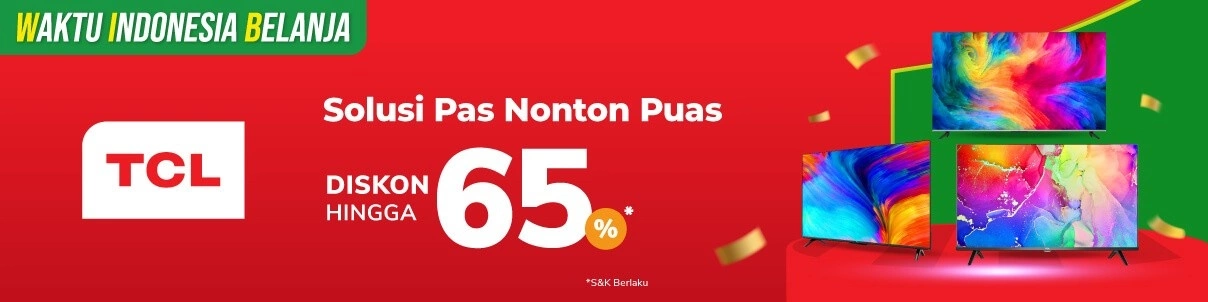 WAKTU INDONESIA BELANJA
TCL
Solusi Pas Nonton Puas
DISKON
HINGGA
65%*
*S&K Berlaku